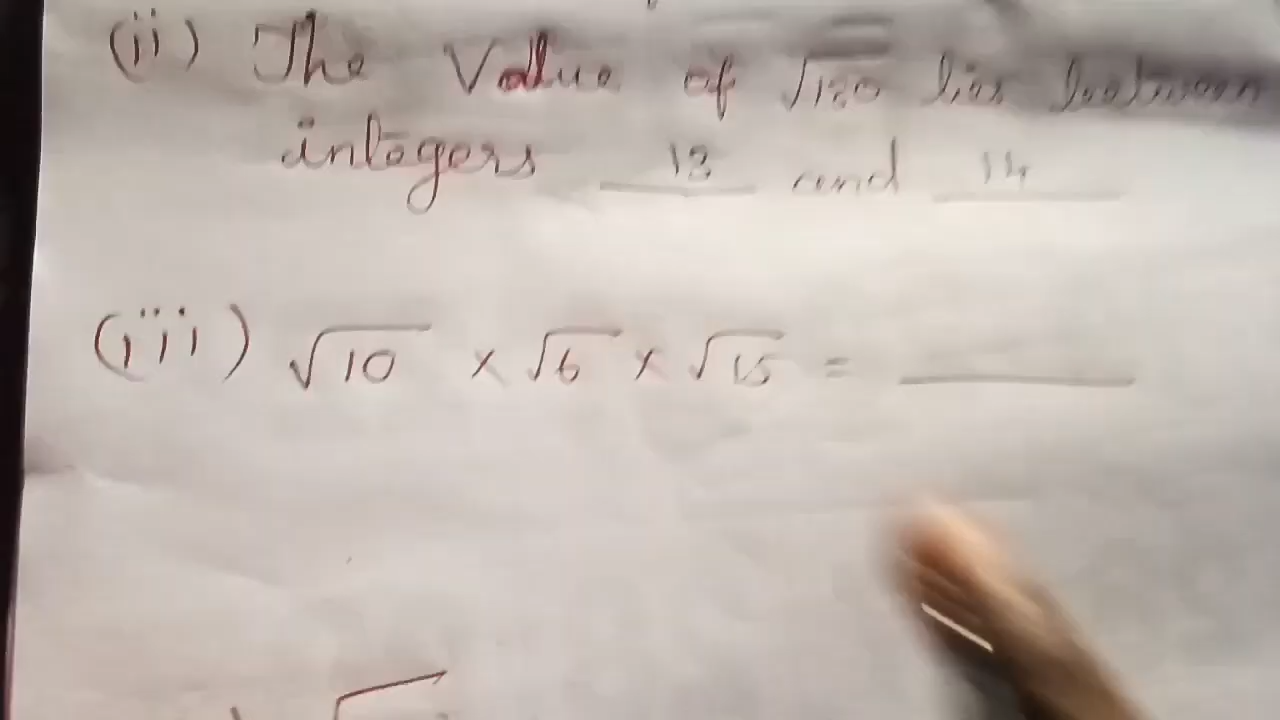 (ii) The Value of √180 lies between
integers 13 and 14
(iii) √10 × √6 × √15 =